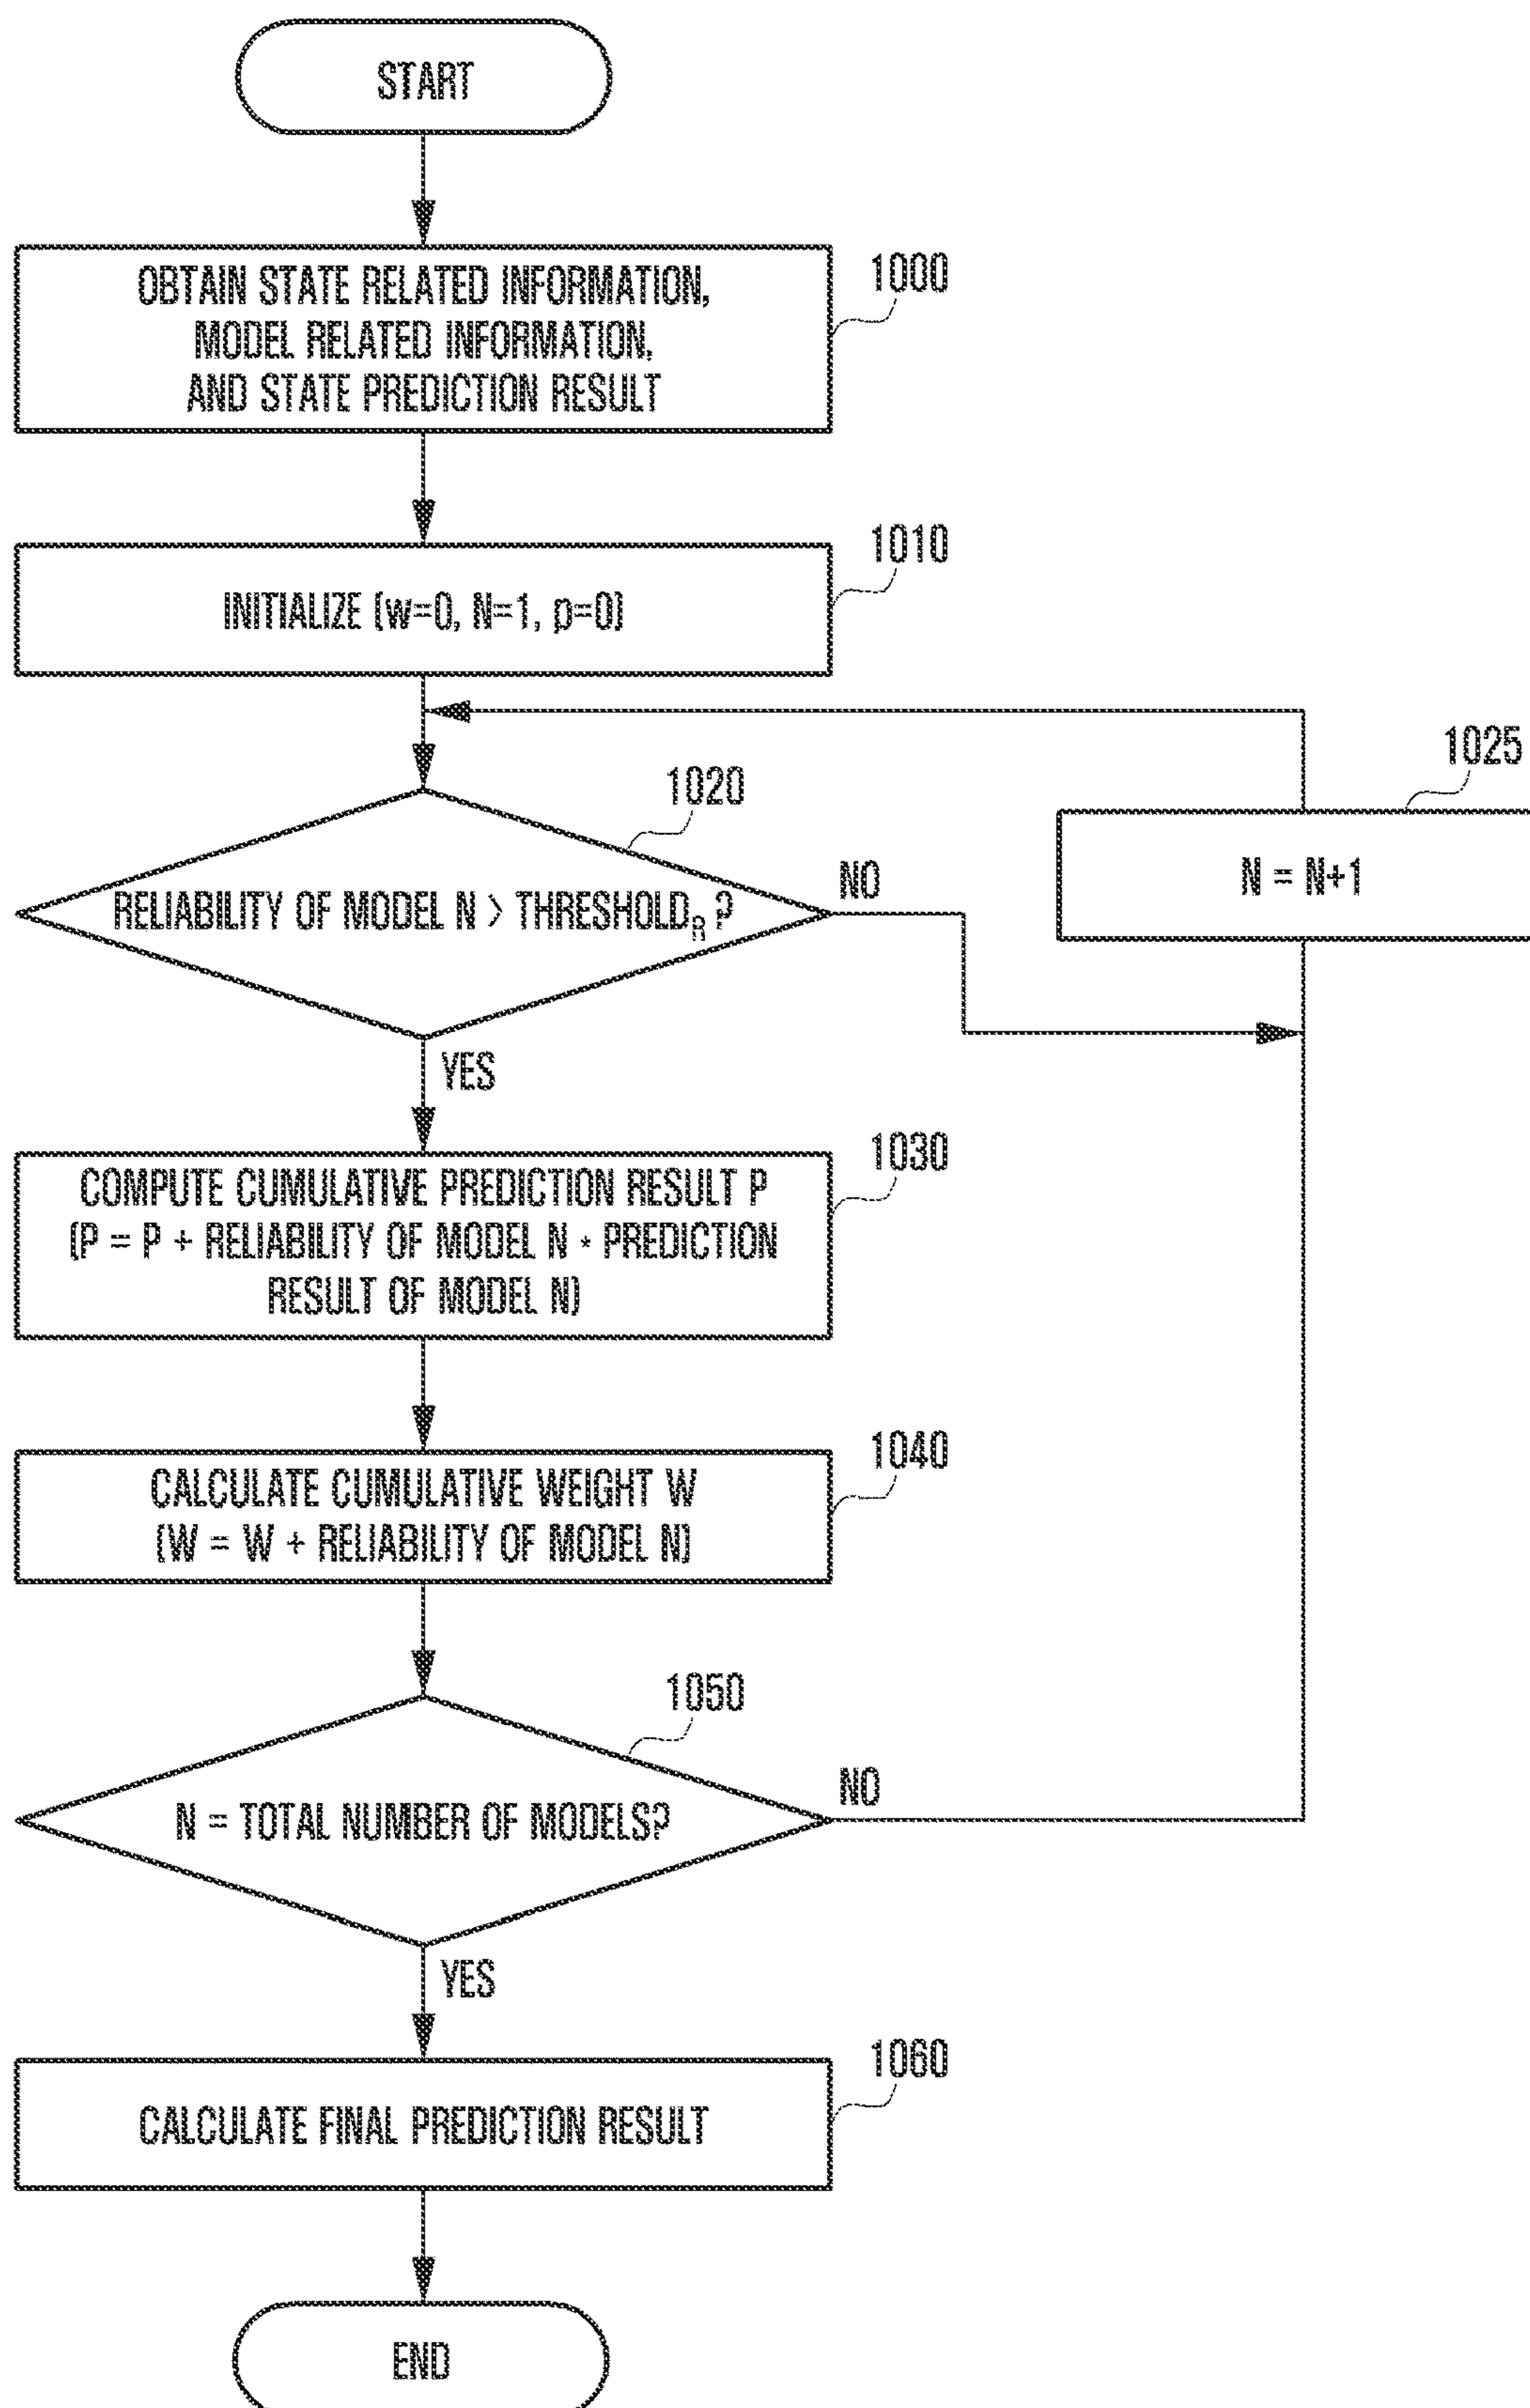 START
OBTAIN STATE RELATED INFORMATION,
MODEL RELATED INFORMATION,
AND STATE PREDICTION RESULT
1000
INITIALIZE (w=0, N=1, p=0)
1010
1020
RELIABILITY OF MODEL N > THRESHOLD_R ?
NO
1025
N = N+1
YES
COMPUTE CUMULATIVE PREDICTION RESULT P
(P = P + RELIABILITY OF MODEL N * PREDICTION
RESULT OF MODEL N)
1030
CALCULATE CUMULATIVE WEIGHT W
(W = W + RELIABILITY OF MODEL N)
1040
1050
N = TOTAL NUMBER OF MODELS?
NO
YES
CALCULATE FINAL PREDICTION RESULT
1060
END